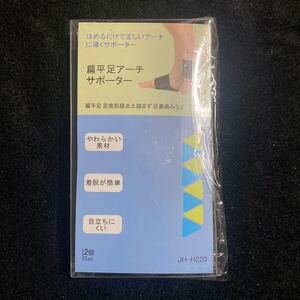 はめるだけで正しいアーチ
に導くサポーター
扁平足アーチ
サポーター
扁平足 足底筋膜炎土踏まず 足裏痛みなど
やわらかい
素材
着脱が簡単
目立ちに
くい
2個
Set
JH-H220